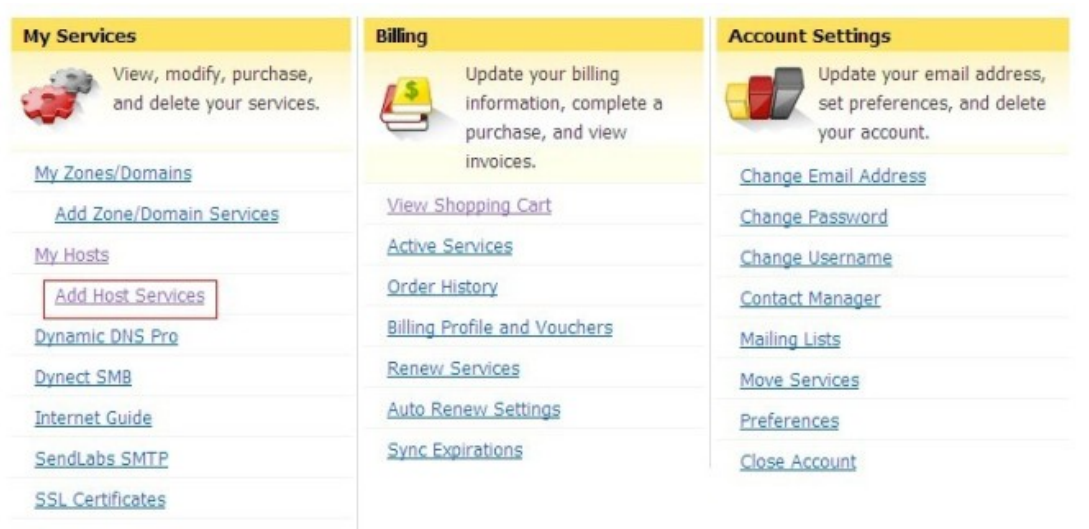 My Services
View, modify, purchase,
and delete your services.
My Zones/Domains
Add Zone/Domain Services
My Hosts
Add Host Services
Dynamic DNS Pro
Dynect SMB
Internet Guide
SendLabs SMTP
SSL Certificates
Billing
$
Update your billing
information, complete a
purchase, and view
invoices.
View Shopping Cart
Active Services
Order History
Billing Profile and Vouchers
Renew Services
Auto Renew Settings
Sync Expirations
Account Settings
Update your email address,
set preferences, and delete
your account.
Change Email Address
Change Password
Change Username
Contact Manager
Mailing Lists
Move Services
Preferences
Close Account